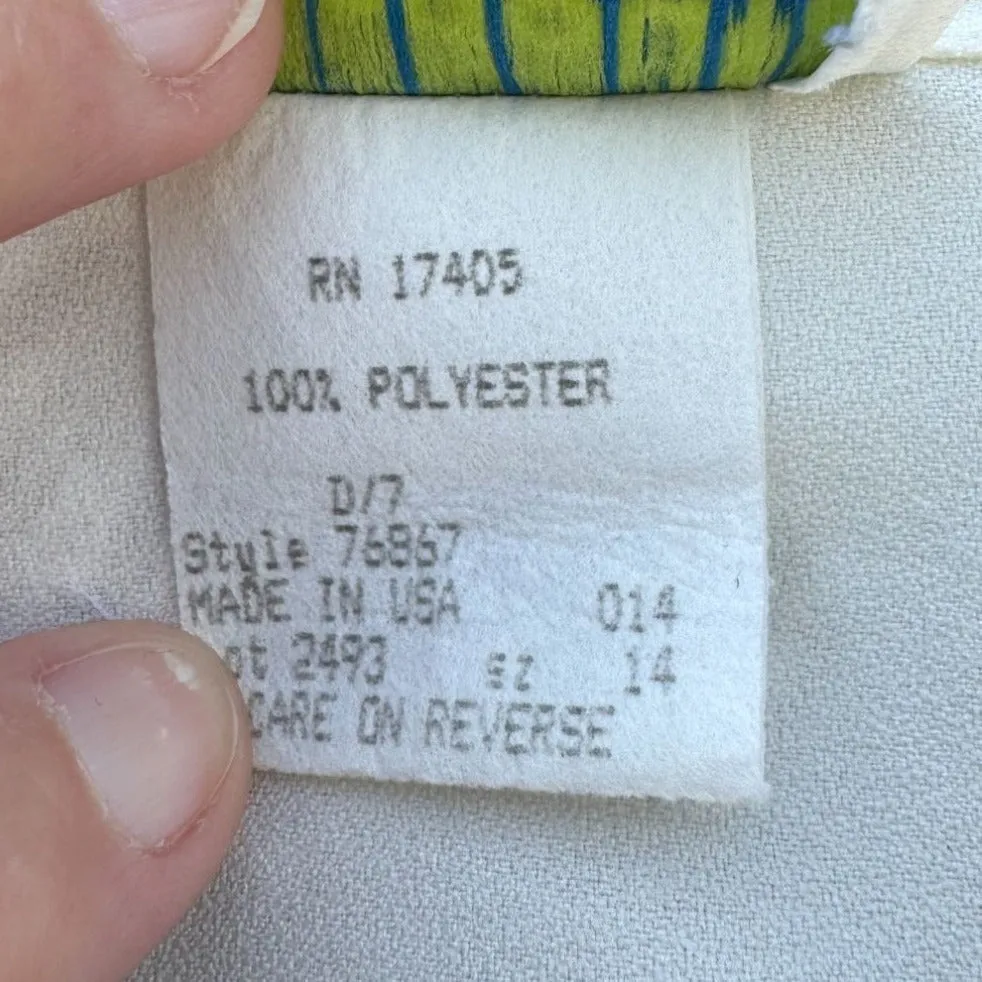 RN 17405
100% POLYESTER
D/7
Style 76867
MADE IN USA 014
2493 sz 14
CARE ON REVERSE